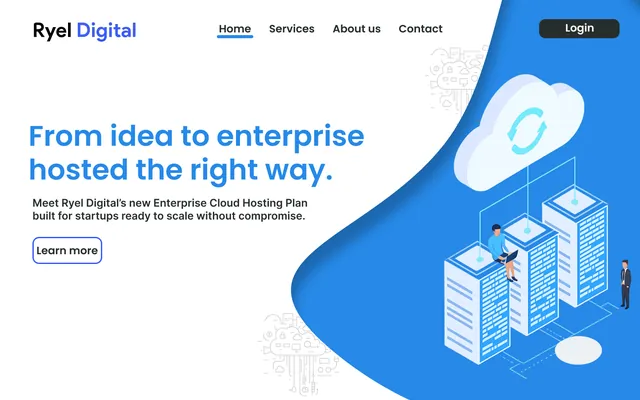 Ryel Digital
Home
Services
About us
Contact
Login
From idea to enterprise
hosted the right way.
Meet Ryel Digital’s new Enterprise Cloud Hosting Plan
built for startups ready to scale without compromise.
Learn more